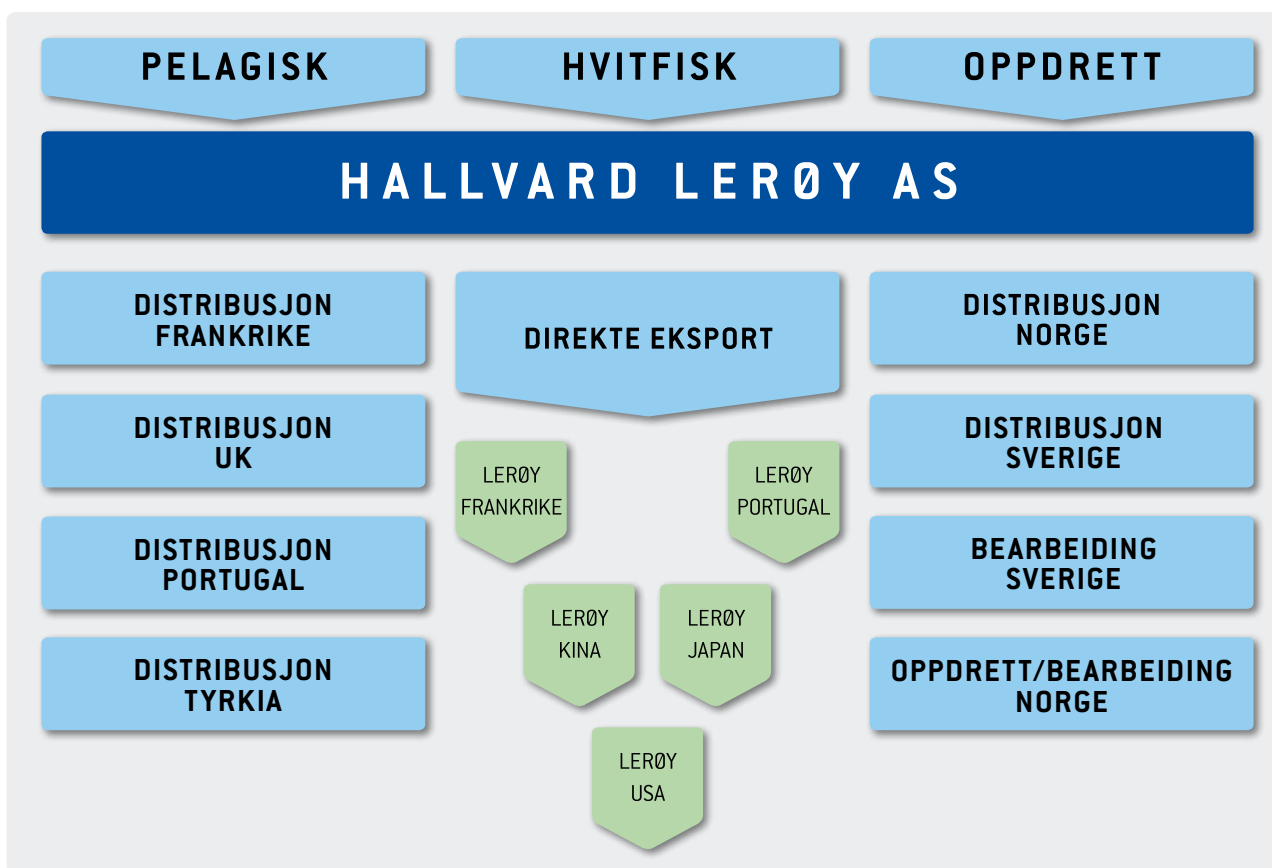 PELAGISK
HVITFISK
OPPDRETT
HALLVARD LERØY AS
DISTRIBUSJON
FRANKRIKE
DISTRIBUSJON
UK
DISTRIBUSJON
PORTUGAL
DISTRIBUSJON
TYRKIA
DIREKTE EKSPORT
LERØY
FRANKRIKE
LERØY
PORTUGAL
LERØY
KINA
LERØY
JAPAN
LERØY
USA
DISTRIBUSJON
NORGE
DISTRIBUSJON
SVERIGE
BEARBEIDING
SVERIGE
OPPDRETT/BEARBEIDING
NORGE